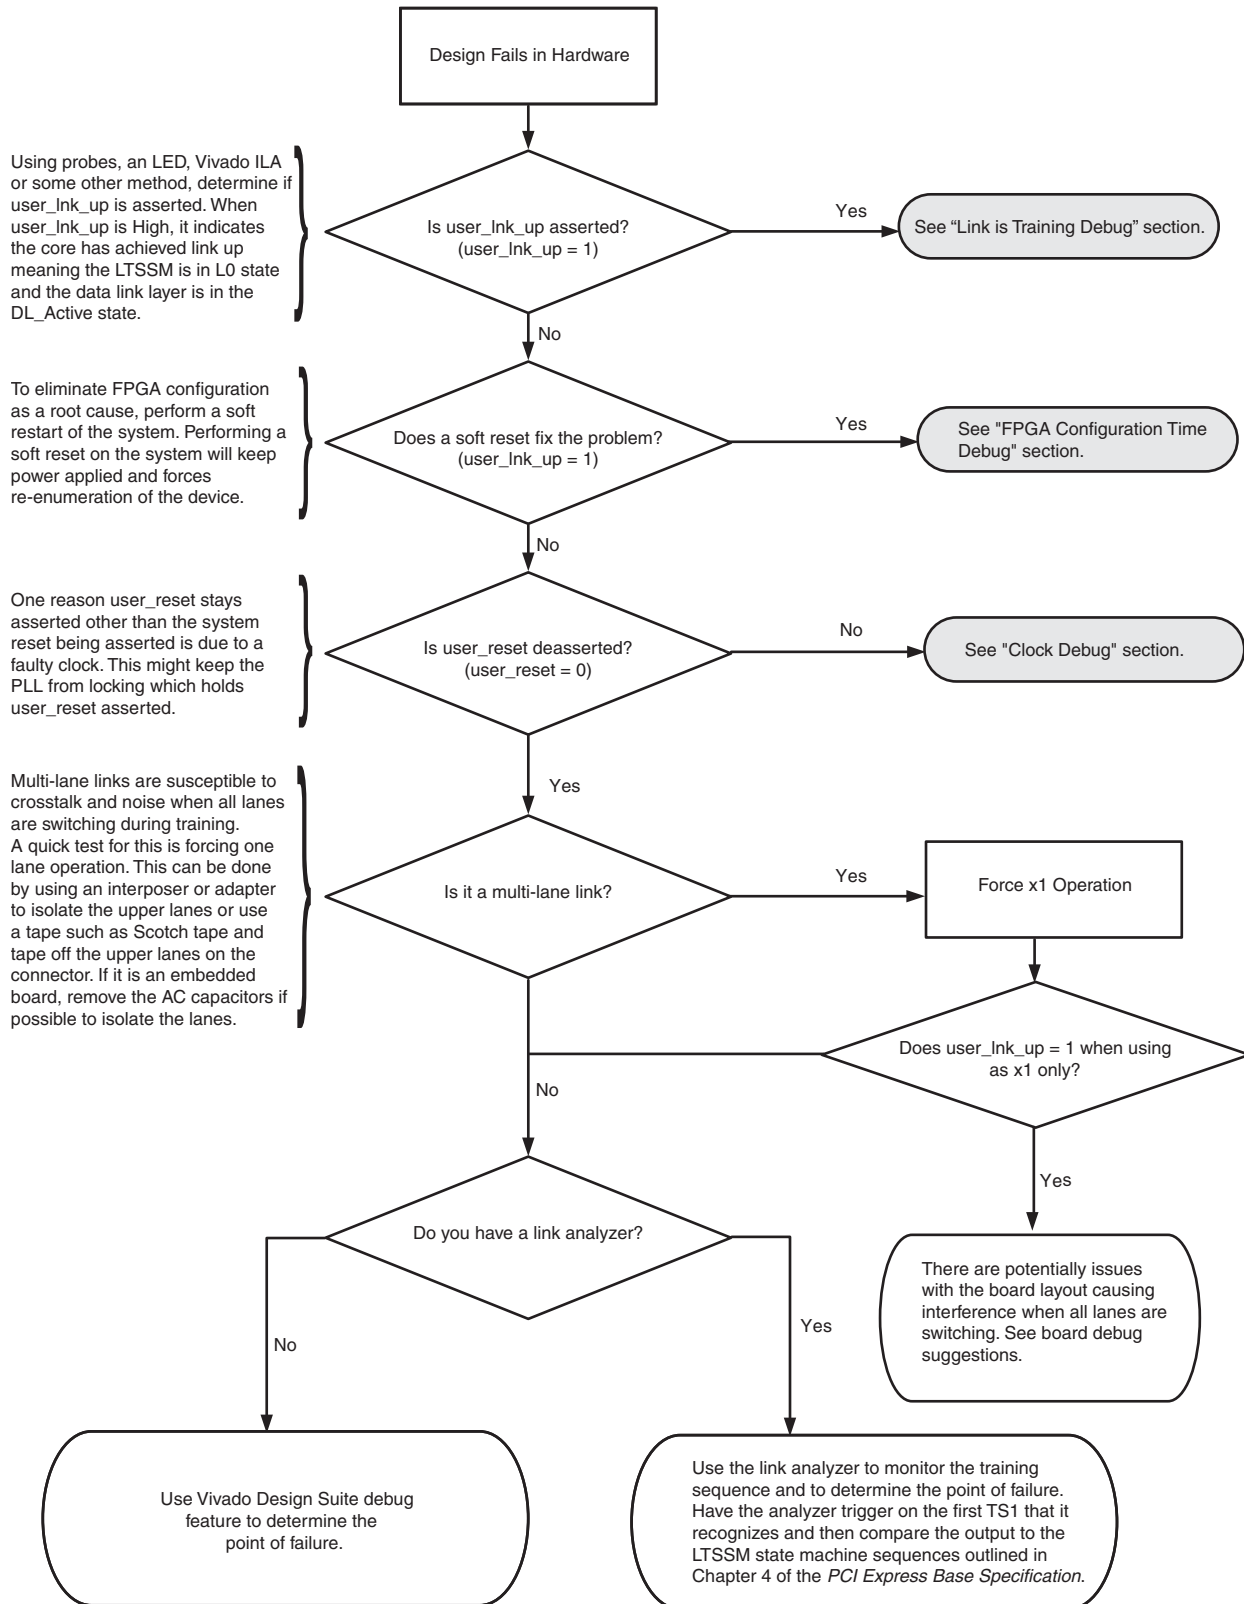 Design Fails in Hardware
Using probes, an LED, Vivado ILA
or some other method, determine if
user_lnk_up is asserted. When
user_lnk_up is High, it indicates
the core has achieved link up
meaning the LTSSM is in L0 state
and the data link layer is in the
DL_Active state.
Is user_lnk_up asserted?
(user_lnk_up = 1)
Yes
See “Link is Training Debug” section.
No
To eliminate FPGA configuration
as a root cause, perform a soft
restart of the system. Performing a
soft reset on the system will keep
power applied and forces
re-enumeration of the device.
Does a soft reset fix the problem?
(user_lnk_up = 1)
Yes
See "FPGA Configuration Time
Debug" section.
No
One reason user_reset stays
asserted other than the system
reset being asserted is due to a
faulty clock. This might keep the
PLL from locking which holds
user_reset asserted.
Is user_reset deasserted?
(user_reset = 0)
No
See "Clock Debug" section.
Yes
Multi-lane links are susceptible to
crosstalk and noise when all lanes
are switching during training.
A quick test for this is forcing one
lane operation. This can be done
by using an interposer or adapter
to isolate the upper lanes or use
a tape such as Scotch tape and
tape off the upper lanes on the
connector. If it is an embedded
board, remove the AC capacitors if
possible to isolate the lanes.
Is it a multi-lane link?
Yes
Force x1 Operation
Does user_lnk_up = 1 when using
as x1 only?
No
Yes
Do you have a link analyzer?
There are potentially issues
with the board layout causing
interference when all lanes are
switching. See board debug
suggestions.
No
Yes
Use Vivado Design Suite debug
feature to determine the
point of failure.
Use the link analyzer to monitor the training
sequence and to determine the point of failure.
Have the analyzer trigger on the first TS1 that it
recognizes and then compare the output to the
LTSSM state machine sequences outlined in
Chapter 4 of the PCI Express Base Specification.